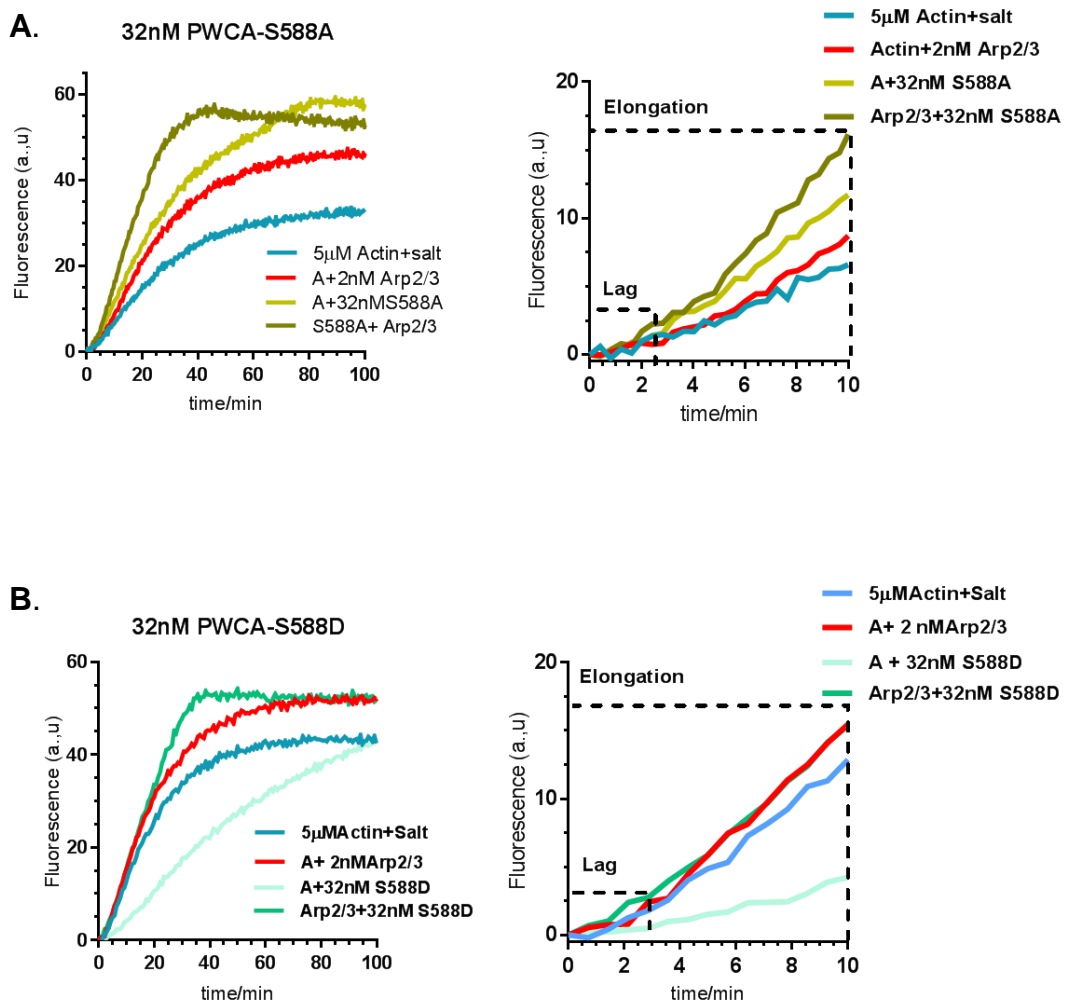 A.
32nM PWCA-S588A
Fluorescence (a.,u)
60
40
20
0
0 20 40 60 80 100
time/min
5μM Actin+salt
A+2nM Arp2/3
A+32nMS588A
S588A+ Arp2/3
5μM Actin+salt
Actin+2nM Arp2/3
A+32nM S588A
Arp2/3+32nM S588A
Fluorescence (a.,u)
20
10
0
Elongation
Lag
0 2 4 6 8 10
time/min
B.
32nM PWCA-S588D
Fluorescence (a.,u)
60
40
20
0
0 20 40 60 80 100
time/min
5μMActin+Salt
A+ 2nMArp2/3
A+32nM S588D
Arp2/3+32nM S588D
5μMActin+Salt
A+ 2 nMArp2/3
A + 32nM S588D
Arp2/3+32nM S588D
Fluorescence (a.,u)
20
10
0
Elongation
Lag
0 2 4 6 8 10
time/min